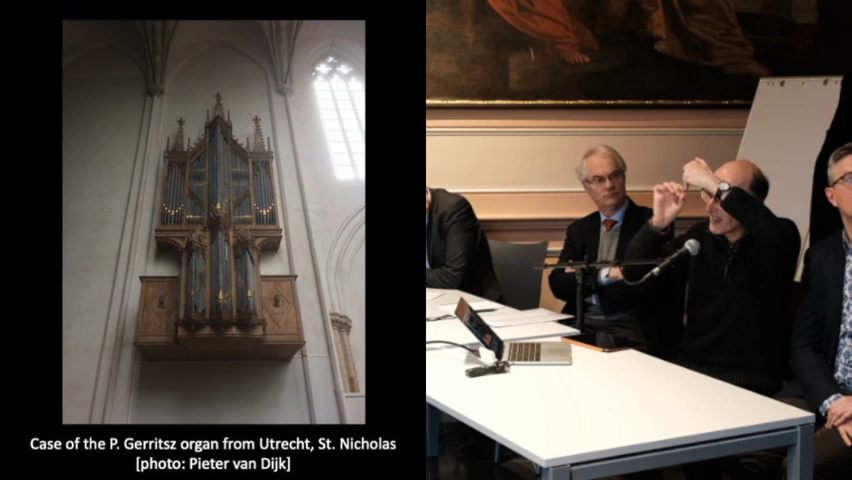 Case of the P. Gerritsz organ from Utrecht, St. Nicholas
[photo: Pieter van Dijk]